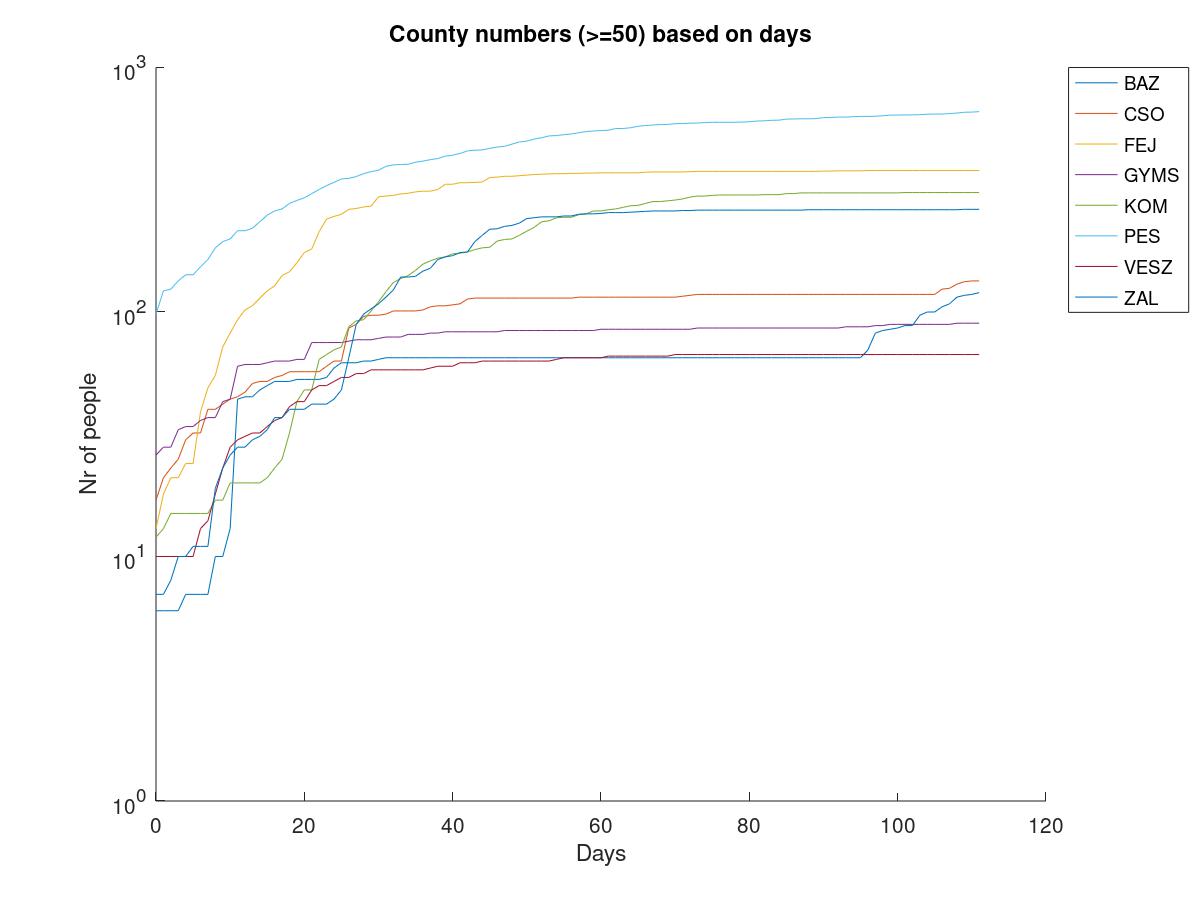 County numbers (>=50) based on days
10^3
10^2
10^1
10^0
Nr of people
0 20 40 60 80 100 120
Days
BAZ
CSO
FEJ
GYMS
KOM
PES
VESZ
ZAL